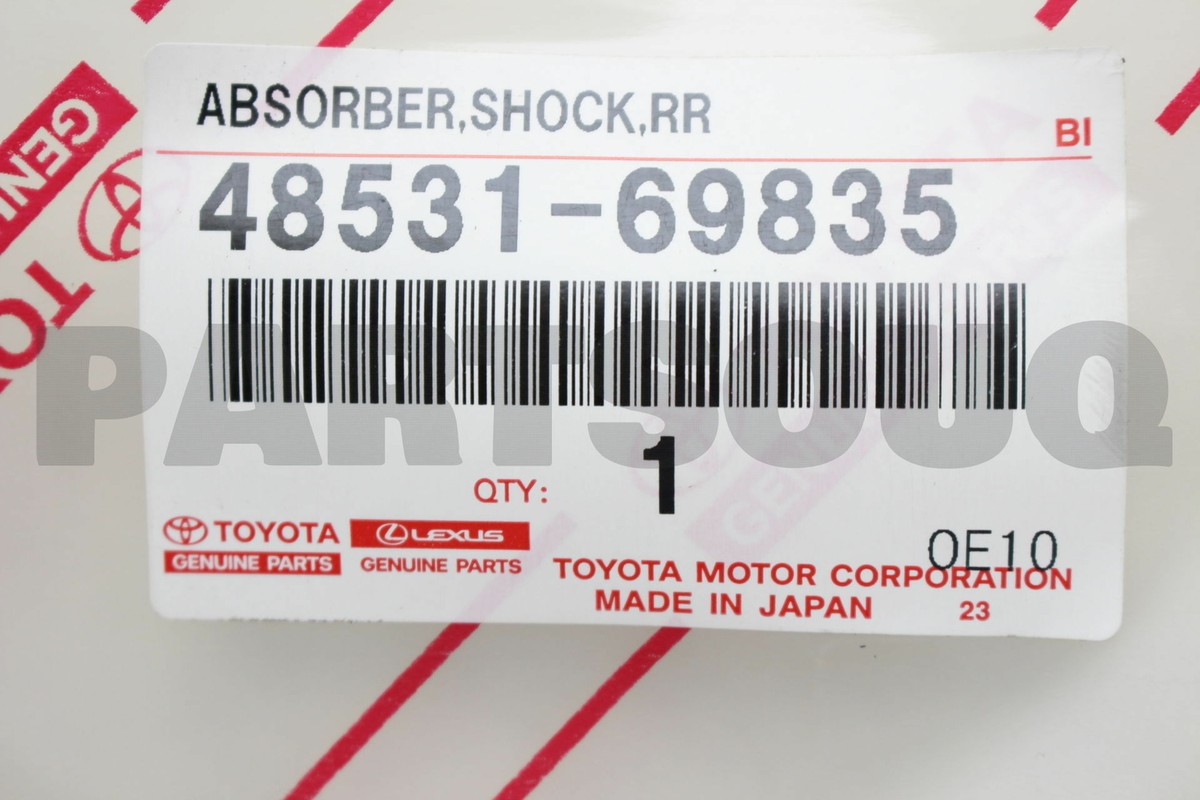 ABSORBER,SHOCK,RR
BI
48531-69835
PARTSOUQ
QTY: 1
TOYOTA
GENUINE PARTS
LEXUS
GENUINE PARTS
0E10
TOYOTA MOTOR CORPORATION
MADE IN JAPAN 23